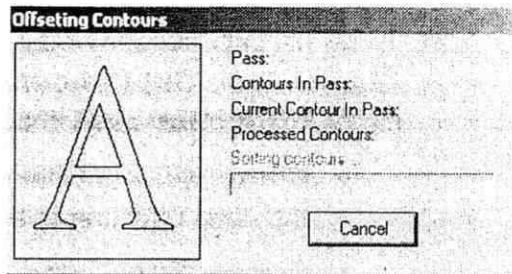 Offseting Contours
A
Pass:
Contours In Pass:
Current Contour In Pass:
Processed Contours:
Sorting contours ...
Cancel